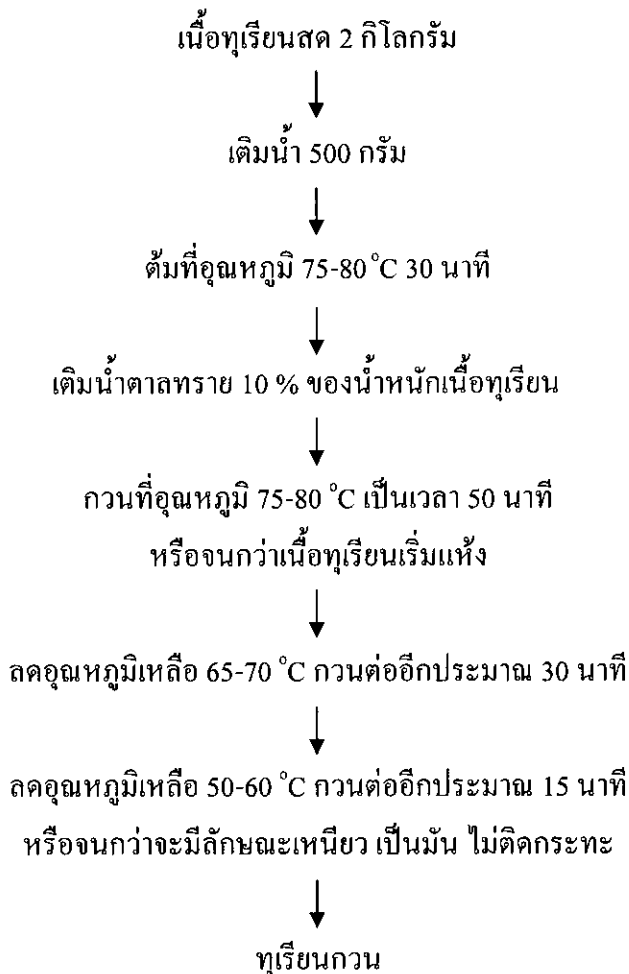 เนื้อทุเรียนสด 2 กิโลกรัม
เติมน้ำ 500 กรัม
ต้มที่อุณหภูมิ 75-80 °C 30 นาที
เติมน้ำตาลทราย 10 % ของน้ำหนักเนื้อทุเรียน
กวนที่อุณหภูมิ 75-80 °C เป็นเวลา 50 นาที
หรือจนกว่าเนื้อทุเรียนเริ่มแห้ง
ลดอุณหภูมิเหลือ 65-70 °C กวนต่ออีกประมาณ 30 นาที
ลดอุณหภูมิเหลือ 50-60 °C กวนต่ออีกประมาณ 15 นาที
หรือจนกว่าจะมีลักษณะเหนียว เป็นมัน ไม่ติดกระทะ
ทุเรียนกวน